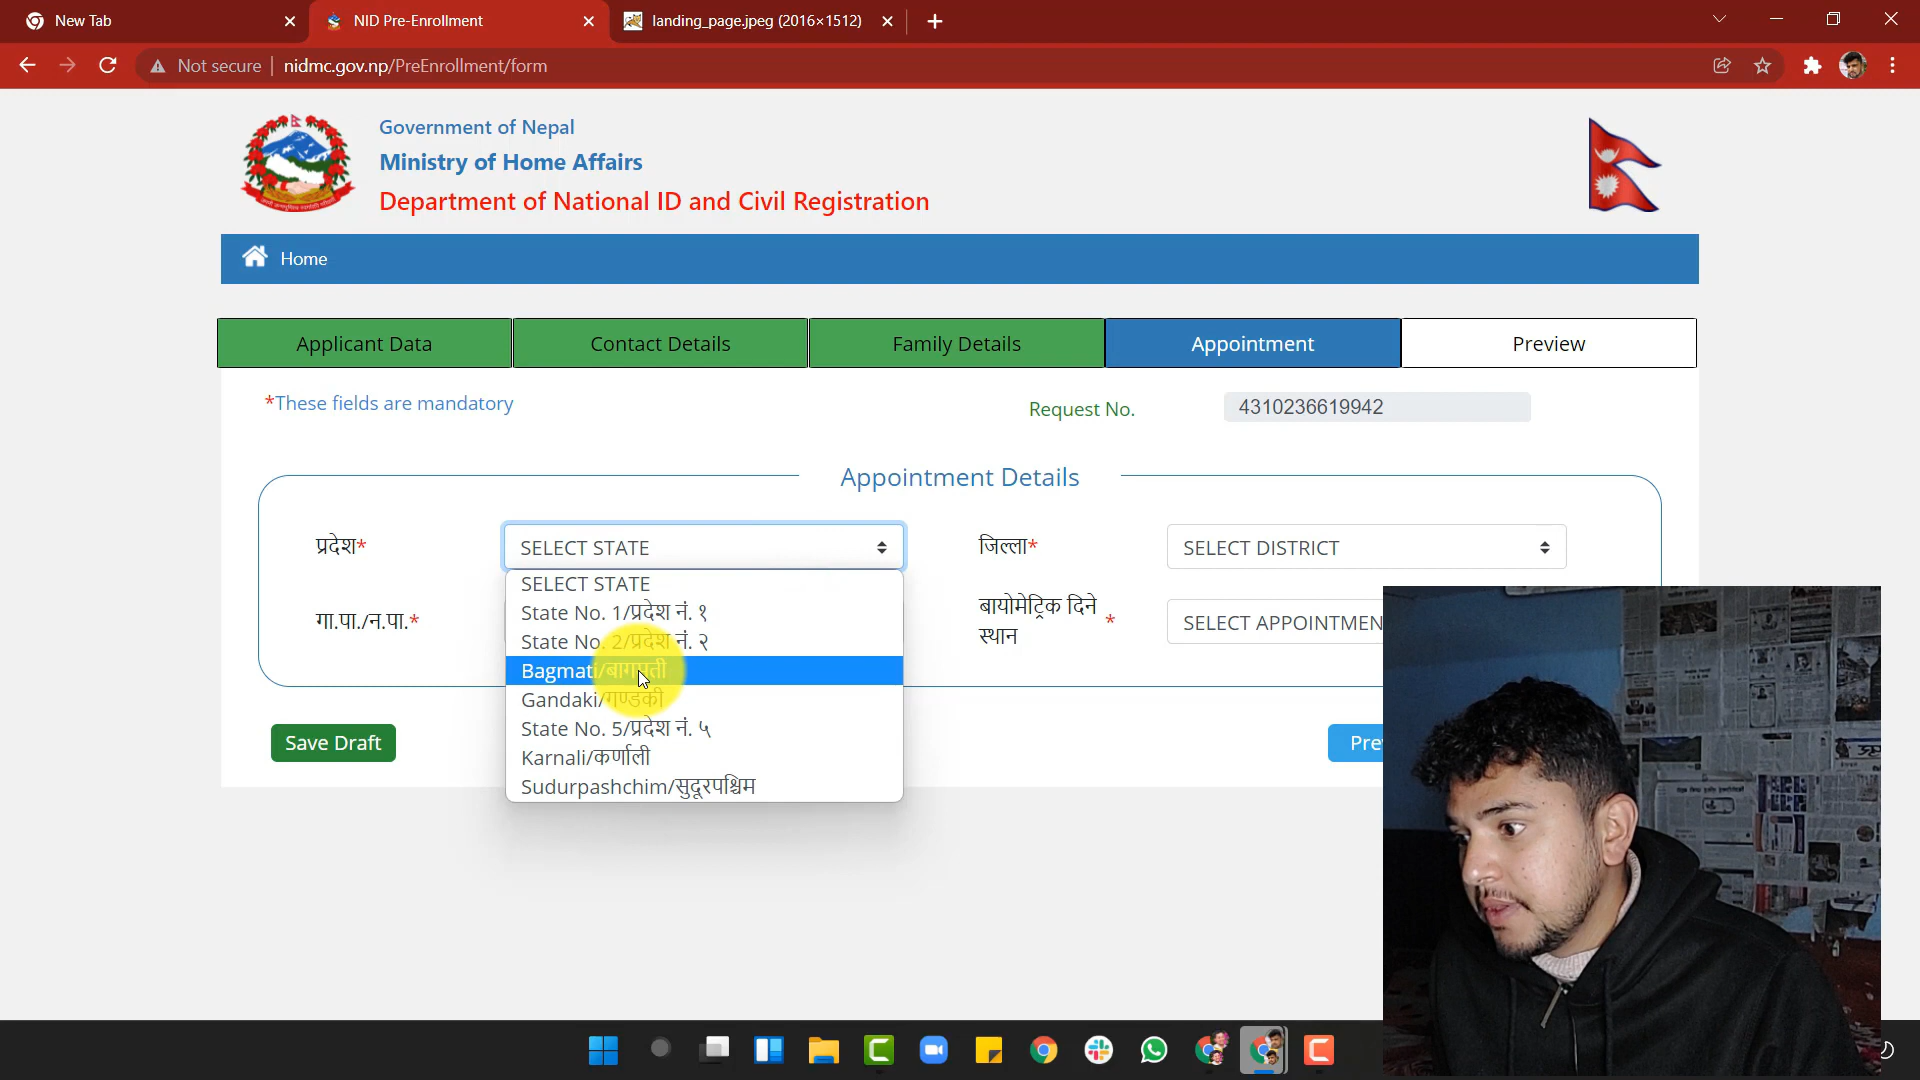 New Tab
NID Pre-Enrollment
landing_page.jpeg (2016×1512)
Not secure
nidmc.gov.np/PreEnrollment/form
Government of Nepal
Ministry of Home Affairs
Department of National ID and Civil Registration
Home
Applicant Data
Contact Details
Family Details
Appointment
Preview
*These fields are mandatory
Request No.
4310236619942
Appointment Details
प्रदेश*
SELECT STATE
जिल्ला*
SELECT DISTRICT
SELECT STATE
State No. 1/प्रदेश नं. १
State No. 2/प्रदेश नं. २
Bagmati/बागमती
Gandaki/गण्डकी
State No. 5/प्रदेश नं. ५
Karnali/कर्णाली
Sudurpashchim/सुदूरपश्चिम
गा.पा./न.पा.*
बायोमेट्रिक दिने
स्थान
*
SELECT APPOINTMEN
Save Draft
Pre